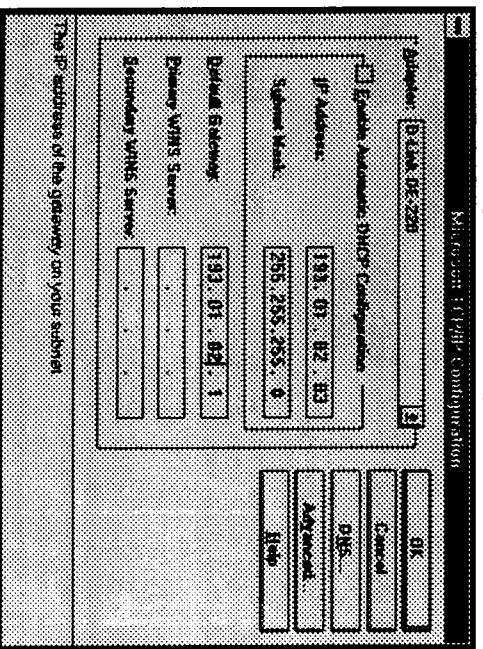 Microsoft TCP/IP Configuration
Adapter: D-Link DE-220
Enable Automatic DHCP Configuration
IP Address: 193. 03 . 02 . 03
Subnet Mask: 255. 255. 255. 0
Default Gateway: 193. 03 . 02 . 1
Primary WINS Server: . . .
Secondary WINS Server: . . .
OK
Cancel
DNS...
Advanced...
Help
The IP address of the gateway on your subnet